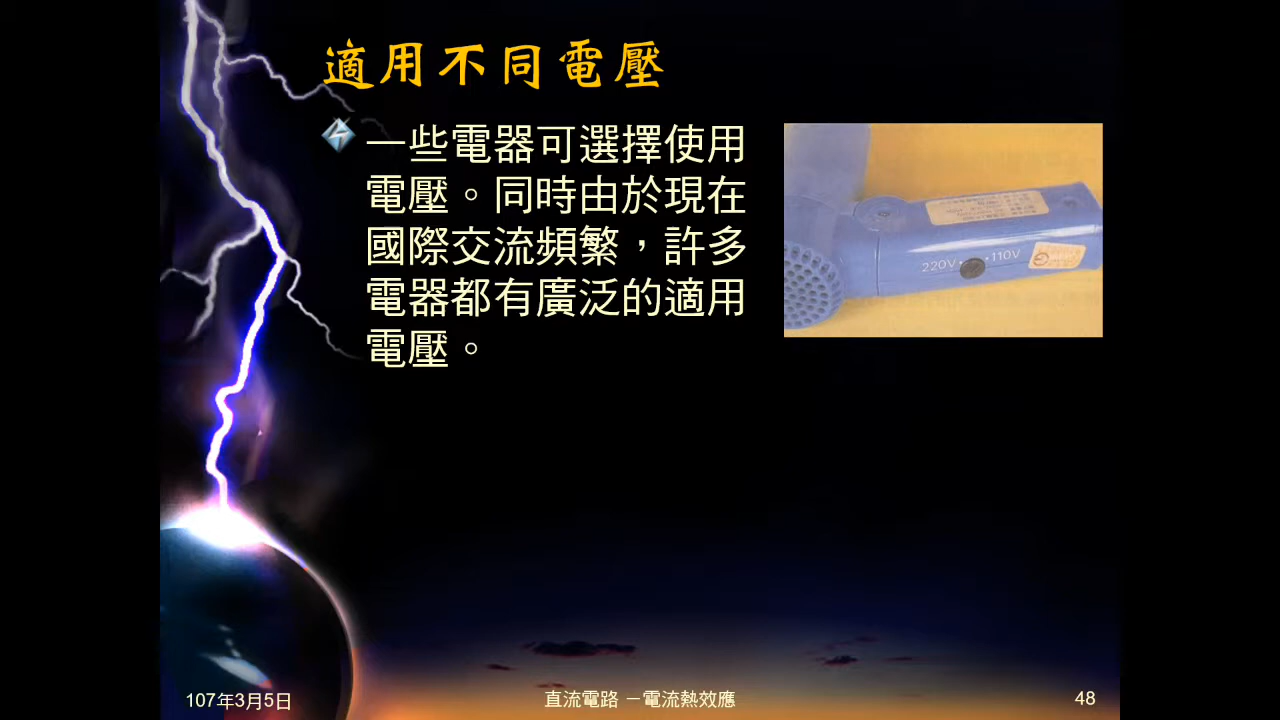 適用不同電壓
一些電器可選擇使用
電壓。同時由於現在
國際交流頻繁，許多
電器都有廣泛的適用
電壓。
220V
110V
107年3月5日
直流電路 －電流熱效應
48